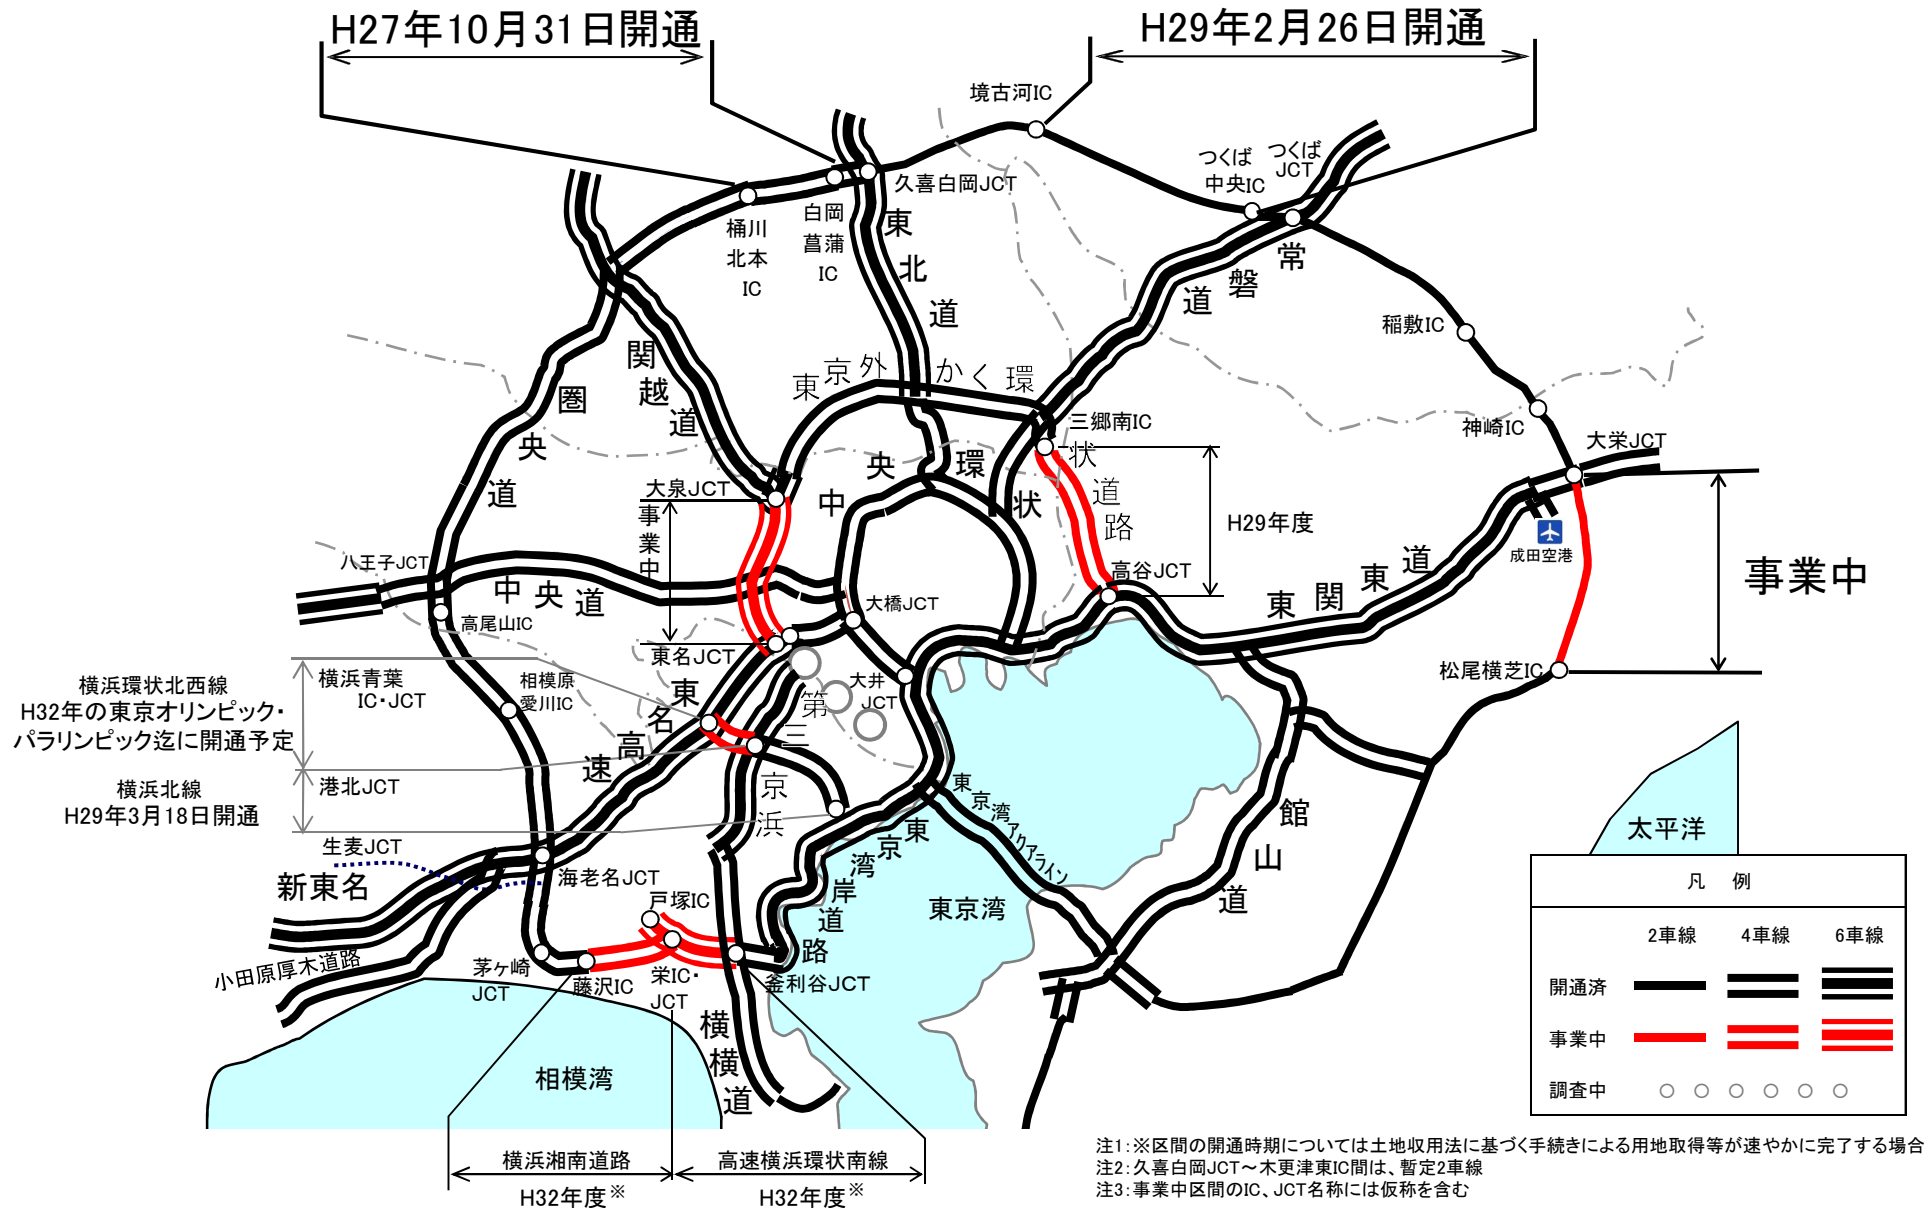 H27年10月31日開通
H29年2月26日開通
境古河IC
つくば
中央IC
つくば
JCT
久喜白岡JCT
桶川
北本
IC
白岡
菖蒲
IC
東北道
常磐道
関越道
圏央道
東京外かく環状道路
稲敷IC
神崎IC
大栄JCT
三郷南IC
H29年度
高谷JCT
成田空港
事業中
東関東道
松尾横芝IC
中央環状
大泉JCT
事業中
八王子JCT
中央道
高尾山IC
大橋JCT
東名JCT
大井
JCT
横浜環状北西線
H32年の東京オリンピック・
パラリンピック迄に開通予定
横浜青葉
IC・JCT
相模原
愛川IC
東名高速
第三京浜
横浜北線
H29年3月18日開通
港北JCT
生麦JCT
新東名
海老名JCT
小田原厚木道路
戸塚IC
茅ヶ崎
JCT
藤沢IC
栄IC・
JCT
釜利谷JCT
東京湾岸道路
東京湾アクアライン
館山道
東京湾
相模湾
太平洋
横横道
横浜湘南道路
H32年度※
高速横浜環状南線
H32年度※
凡 例
2車線 4車線 6車線
開通済
事業中
調査中
注1:※区間の開通時期については土地収用法に基づく手続きによる用地取得等が速やかに完了する場合
注2:久喜白岡JCT～木更津東IC間は、暫定2車線
注3:事業中区間のIC、JCT名称には仮称を含む